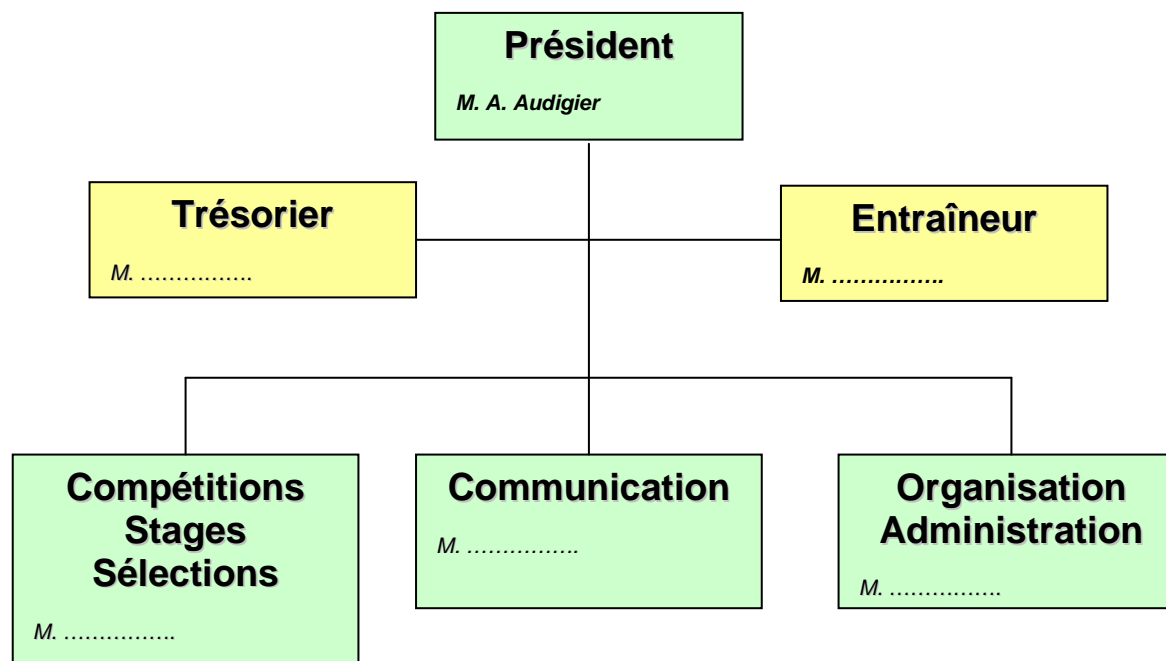 Président
M. A. Audigier
Trésorier
M. …………….
Entraîneur
M. …………….
Compétitions
Stages
Sélections
M. …………….
Communication
M. …………….
Organisation
Administration
M. …………….